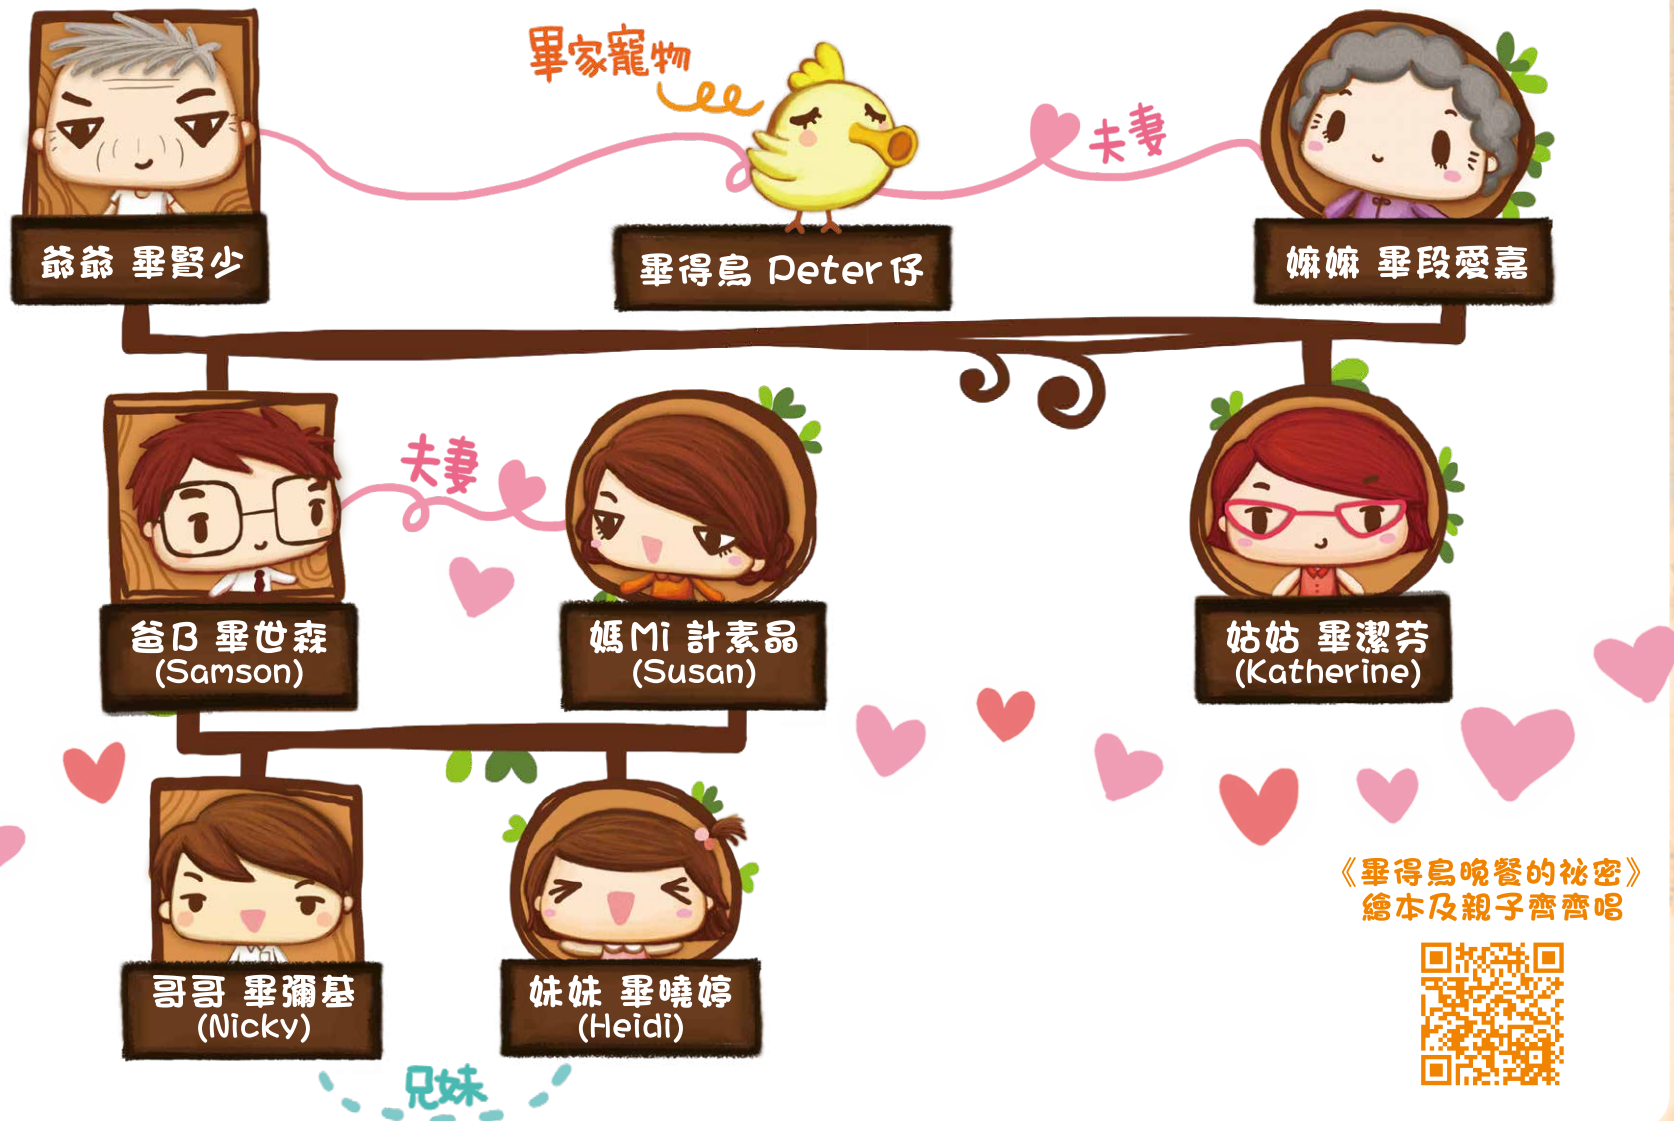 畢家寵物
夫妻
爺爺 畢賢少
畢得鳥 Peter仔
嫲嫲 畢段愛嘉
夫妻
爸B 畢世森
(Samson)
媽Mi 計素晶
(Susan)
姑姑 畢潔芬
(Katherine)
哥哥 畢彌基
(Nicky)
妹妹 畢曉婷
(Heidi)
兄妹
《畢得鳥晚餐的祕密》
繪本及親子齊齊唱